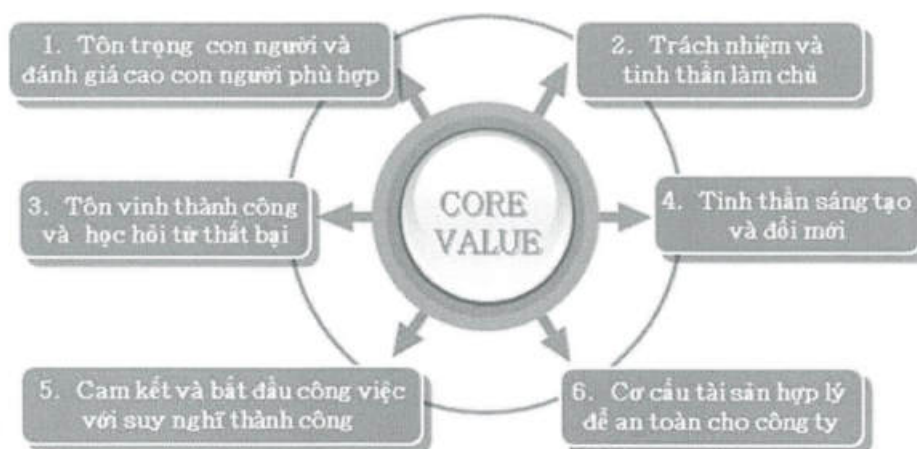 1. Tôn trọng con người và
đánh giá cao con người phù hợp
2. Trách nhiệm và
tinh thần làm chủ
3. Tôn vinh thành công
và học hỏi từ thất bại
CORE
VALUE
4. Tinh thần sáng tạo
và đổi mới
5. Cam kết và bắt đầu công việc
với suy nghĩ thành công
6. Cơ cấu tài sản hợp lý
để an toàn cho công ty